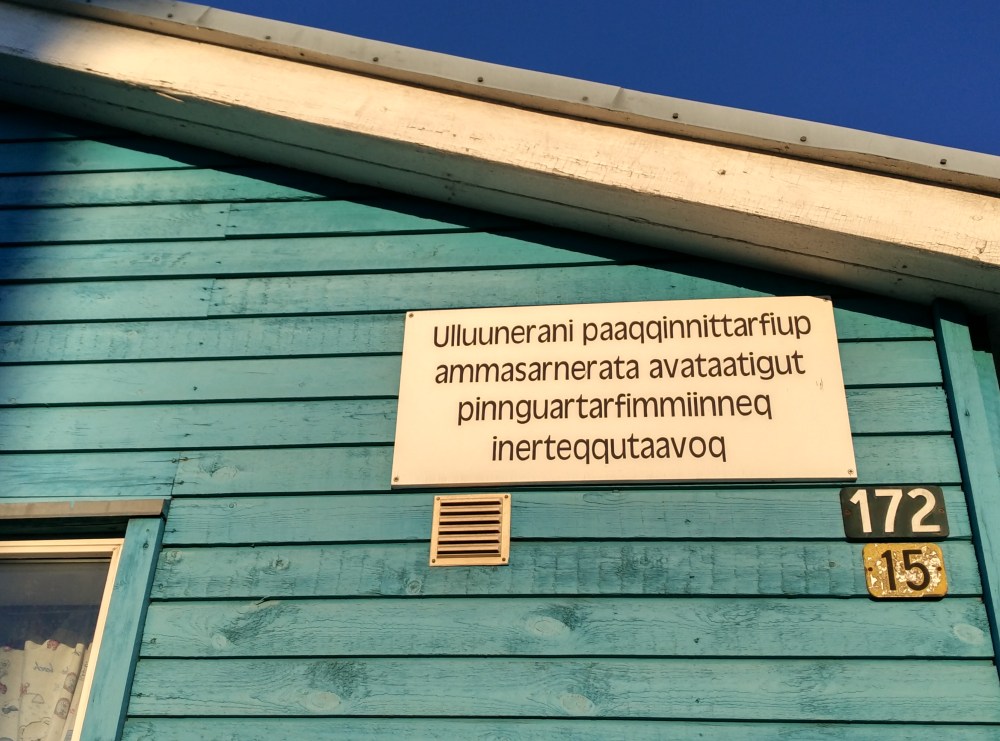 Ulluunerani paaqqinnittarfiup
ammasarnerata avataatigut
pinnguartarfimmiinneq
inerteqqutaavoq
172
15